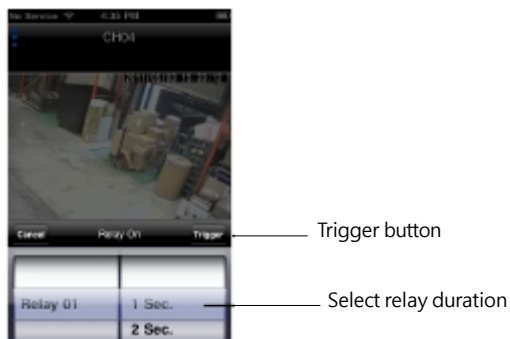 No Service 4:35 PM
CH04
Cancel Relay On Trigger
Trigger button
Relay 01 1 Sec.
Select relay duration
2 Sec.